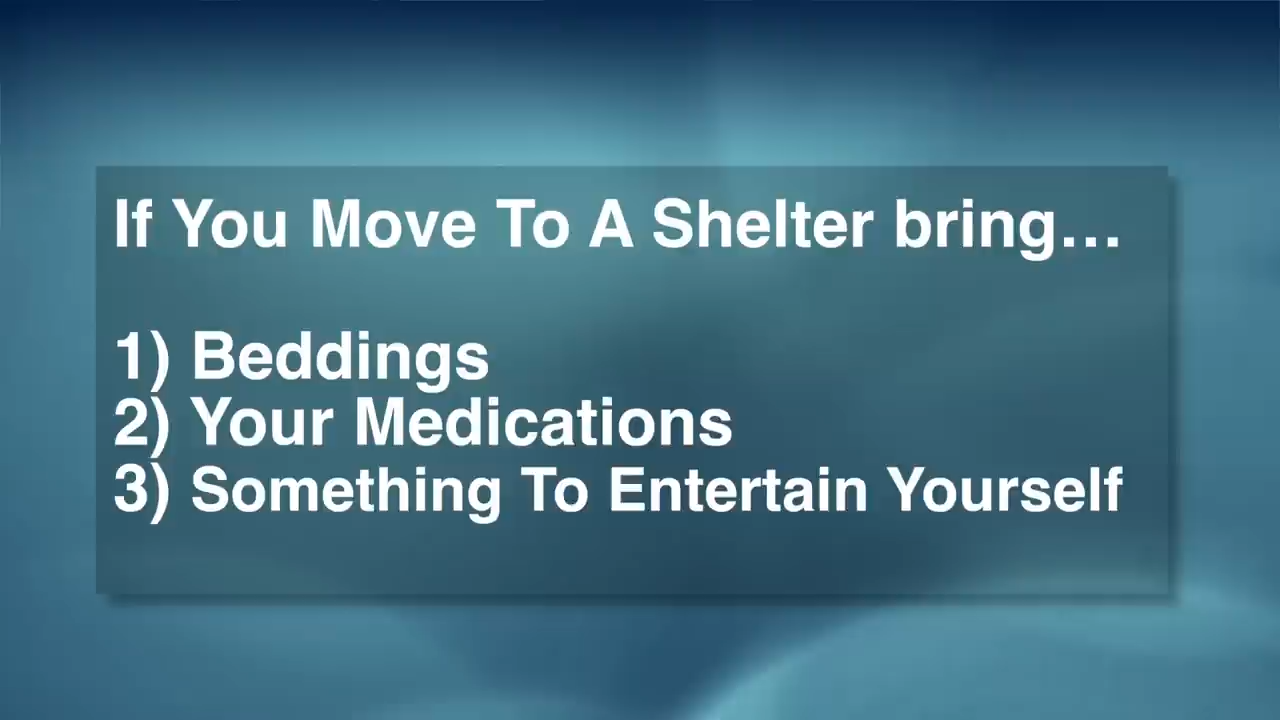 If You Move To A Shelter bring…
1) Beddings
2) Your Medications
3) Something To Entertain Yourself